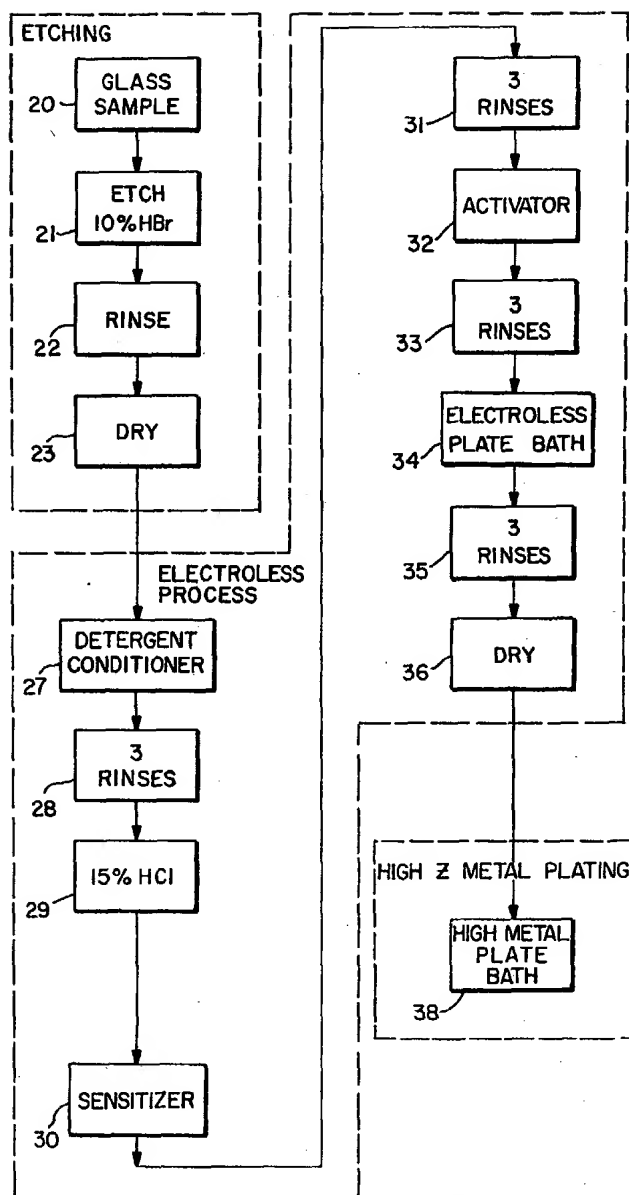 ETCHING
GLASS
SAMPLE
20
ETCH
10% HBr
21
RINSE
22
DRY
23
ELECTROLESS
PROCESS
DETERGENT
CONDITIONER
27
3
RINSES
28
15% HCl
29
SENSITIZER
30
3
RINSES
31
ACTIVATOR
32
3
RINSES
33
ELECTROLESS
PLATE BATH
34
3
RINSES
35
DRY
36
HIGH Z METAL PLATING
HIGH METAL
PLATE
BATH
38